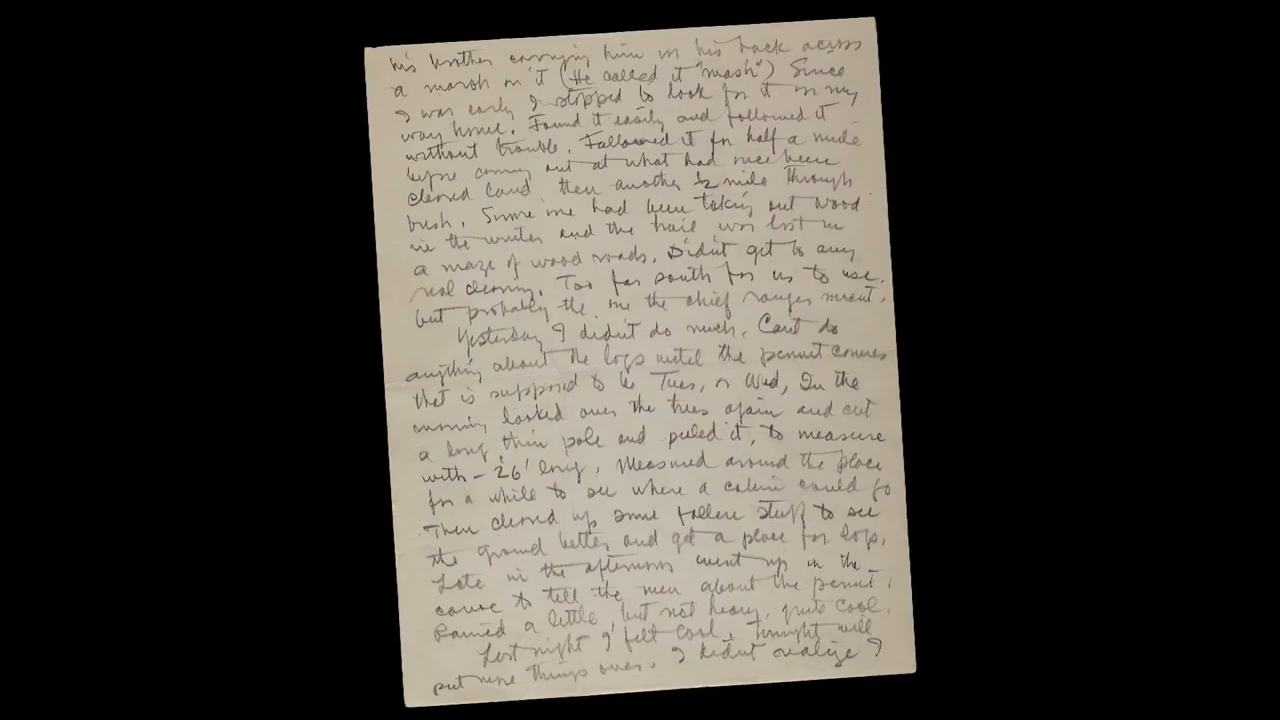 his brother carrying him on his back across
a marsh on it (He called it "mash") Since
I was early I stopped to look for it on my
way home. Found it easily and followed it
without trouble. Followed it for half a mile
before coming out at what had once been
cleared land then another ½ mile through
bush. Some one had been taking out wood
in the winter and the trail was lost in
a maze of wood roads. Didn't get to any
real clearing. Too far south for us to use.
but probably the one the chief ranger meant.
Yesterday I didn't do much. Can't do
anything about the logs until the permit comes
that is supposed to be Tues, or Wed, In the
morning looked over the trees again and cut
a long thin pole and peeled it, to measure
with - 26' long. Measured around the place
for a while to see where a cabin could go
Then cleared up some fallen stuff to see
the ground better and get a place for logs.
Late in the afternoon went up in the
canoe to tell the men about the permit.
Rained a little, but not heavy, quite cool.
Last night I felt cool. Tonight will
put more things over. I didn't realize I